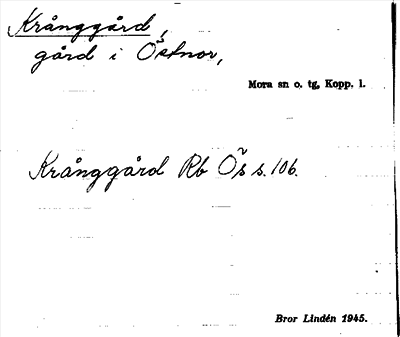 Krånggård,
gård i Östnor,
Mora sn o. tg, Kopp. l.
Krånggård Rb Ös s. 106.
Bror Lindén 1945.